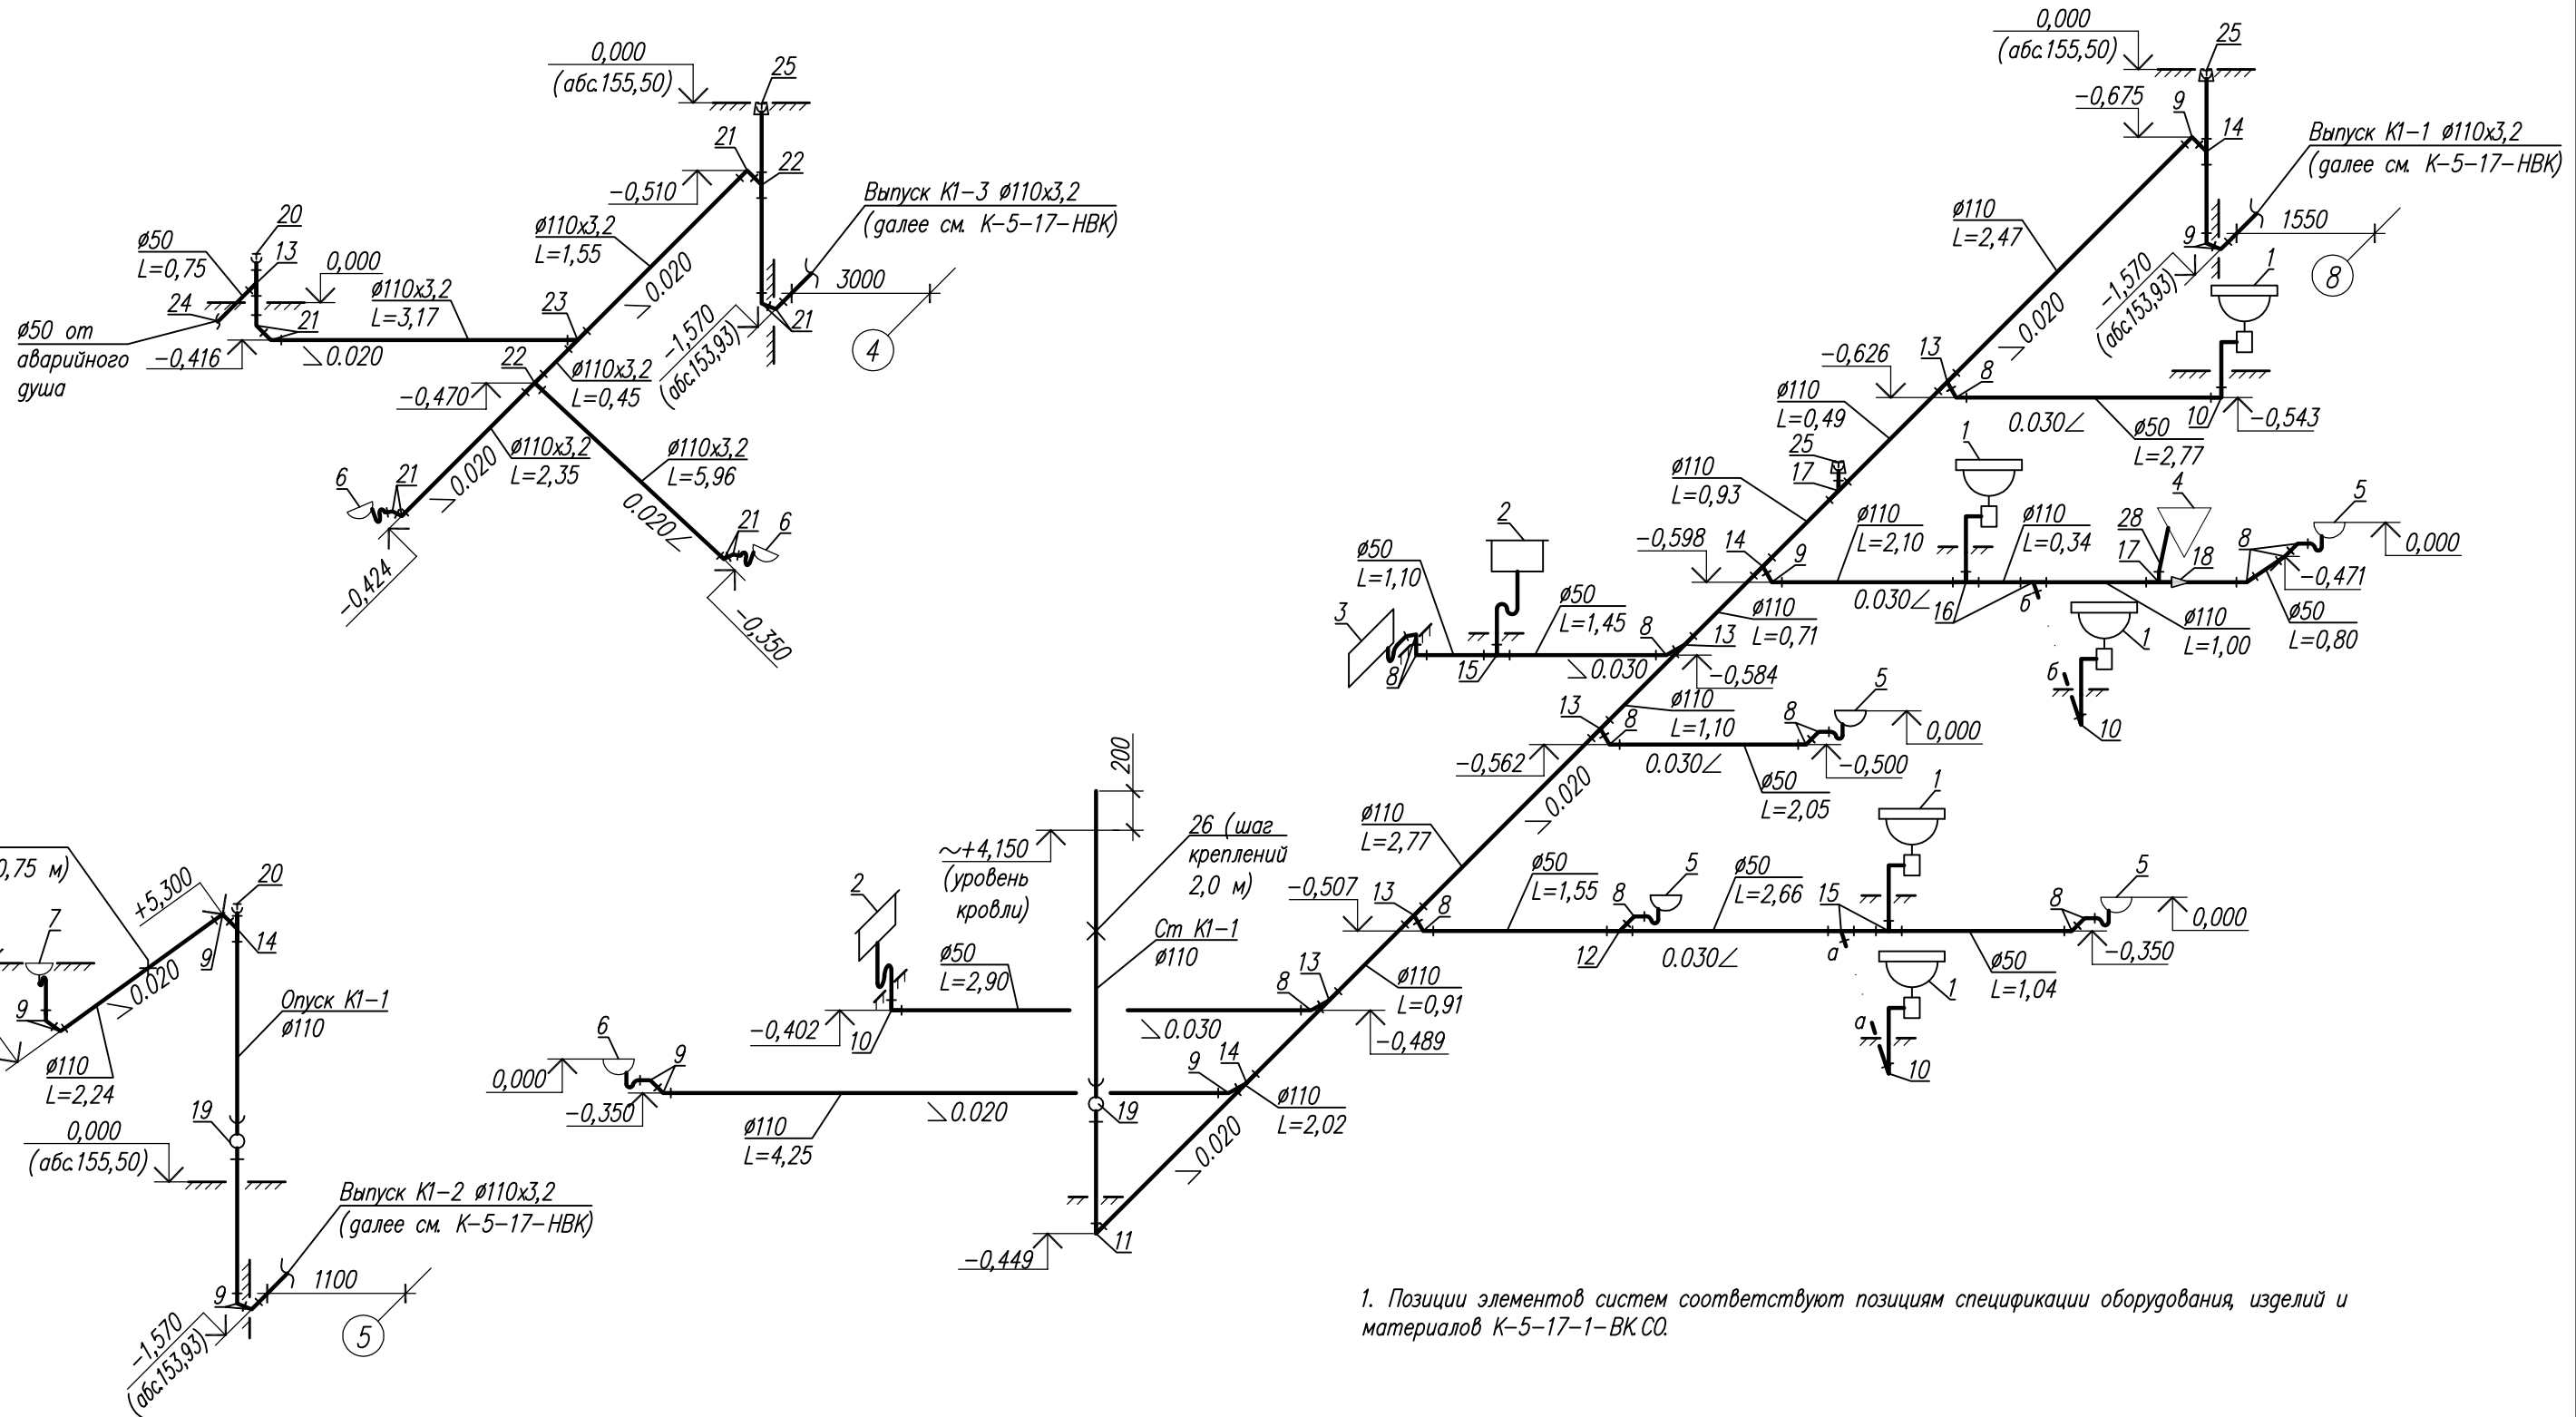 0,000
(абс.155,50)
25
21
22
-0,510
Выпуск К1-3 ø110х3,2
(далее см. К-5-17-НВК)
3000
4
-1,570
(абс.153,93)
21
ø110х3,2
L=1,55
0.020
20
ø50
L=0,75
13
0,000
24
21
ø50 от
аварийного
душа
-0,416
ø110х3,2
L=3,17
0.020
23
22
ø110х3,2
L=0,45
-0,470
ø110х3,2
L=2,35
0.020
6
21
-0,424
ø110х3,2
L=5,96
0.020
21
6
-0,350
0,75 м)
+5,300
20
7
9
14
9
0.020
ø110
L=2,24
Опуск К1-1
ø110
19
0,000
(абс.155,50)
Выпуск К1-2 ø110х3,2
(далее см. К-5-17-НВК)
9
1100
5
-1,570
(абс.153,93)
0,000
(абс.155,50)
25
-0,675
9
14
Выпуск К1-1 ø110х3,2
(далее см. К-5-17-НВК)
1550
8
9
-1,570
(абс.153,93)
1
ø110
L=2,47
0.020
-0,626
13
8
0.030
ø50
L=2,77
10
-0,543
ø110
L=0,49
25
17
ø110
L=0,93
-0,598
14
9
ø110
L=2,10
0.030
1
16
ø110
L=0,34
б
4
28
17
18
8
5
0,000
-0,471
ø50
L=0,80
ø110
L=1,00
1
б
10
2
ø50
L=1,10
3
8
15
ø50
L=1,45
0.030
8
13
-0,584
ø110
L=0,71
ø110
L=1,10
13
8
-0,562
0.030
ø50
L=2,05
8
5
0,000
-0,500
0.020
ø110
L=2,77
-0,507
13
8
ø50
L=1,55
8
5
12
ø50
L=2,66
0.030
15
а
1
8
5
0,000
-0,350
ø50
L=1,04
1
а
10
200
~+4,150
(уровень
кровли)
26 (шаг
креплений
2,0 м)
Ст К1-1
ø110
2
ø50
L=2,90
-0,402
10
0.030
8
13
ø110
L=0,91
-0,489
6
0,000
9
-0,350
ø110
L=4,25
0.020
19
9
14
ø110
L=2,02
0.020
11
-0,449
1. Позиции элементов систем соответствуют позициям спецификации оборудования, изделий и
материалов К-5-17-1-ВК.СО.